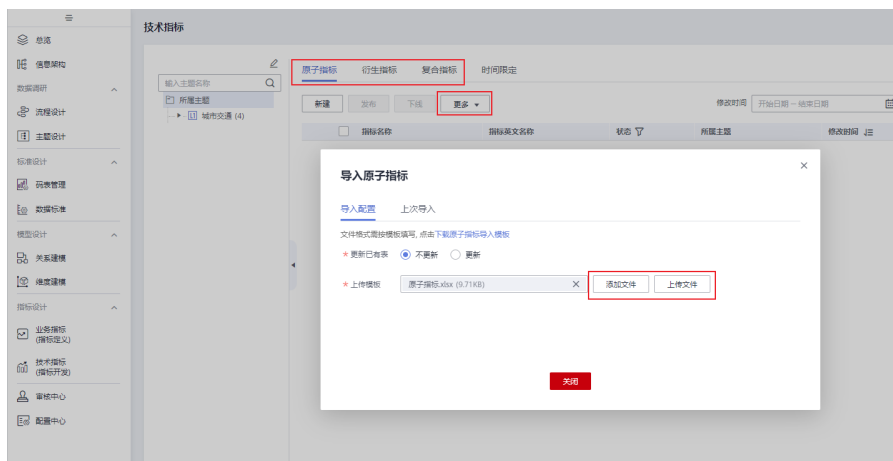 总览
信息架构
数据调研
流程设计
主题设计
标准设计
码表管理
数据标准
模型设计
关系建模
维度建模
指标设计
业务指标
(指标定义)
技术指标
(指标开发)
审核中心
配置中心
技术指标
输入主题名称
所属主题
L1 城市交通 (4)
原子指标 衍生指标 复合指标 时间限定
新建 发布 下线 更多 修改时间 开始日期 – 结束日期
指标名称 指标英文名称 状态 所属主题 修改时间
导入原子指标
导入配置 上次导入
文件格式需按模板填写, 点击下载原子指标导入模板
* 更新已有表 不更新 更新
* 上传模板 原子指标.xlsx (9.71KB) 添加文件 上传文件
关闭